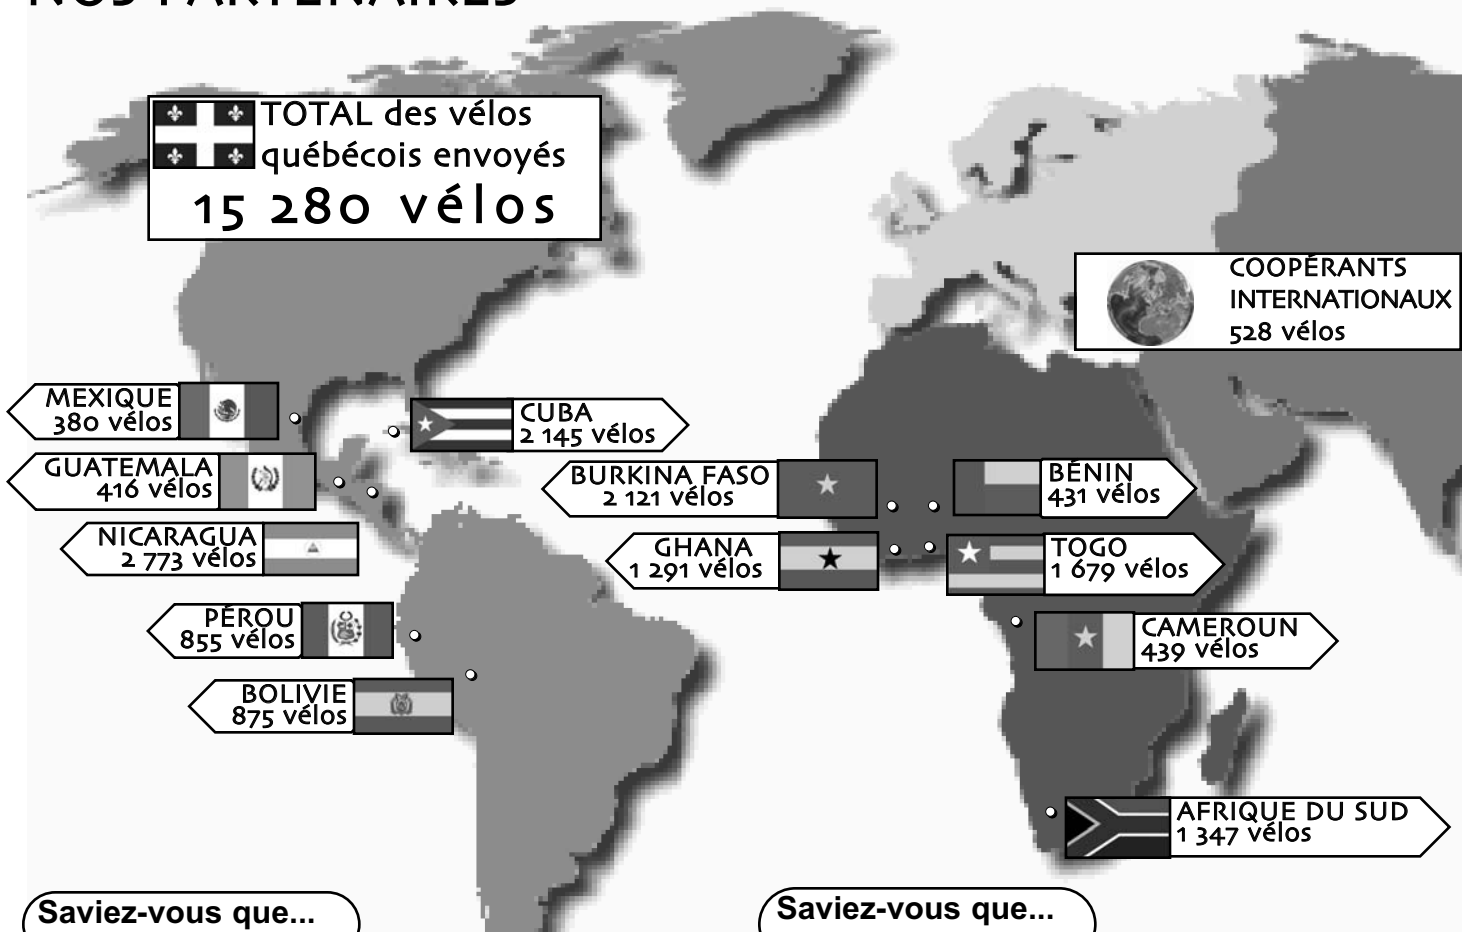 NOS PARTENAIRES
TOTAL des vélos
québécois envoyés
15 280 vélos
COOPÉRANTS
INTERNATIONAUX
528 vélos
MEXIQUE
380 vélos
CUBA
2 145 vélos
GUATEMALA
416 vélos
BURKINA FASO
2 121 vélos
BÉNIN
431 vélos
NICARAGUA
2 773 vélos
GHANA
1 291 vélos
TOGO
1 679 vélos
PÉROU
855 vélos
CAMEROUN
439 vélos
BOLIVIE
875 vélos
AFRIQUE DU SUD
1 347 vélos
Saviez-vous que...
Saviez-vous que...